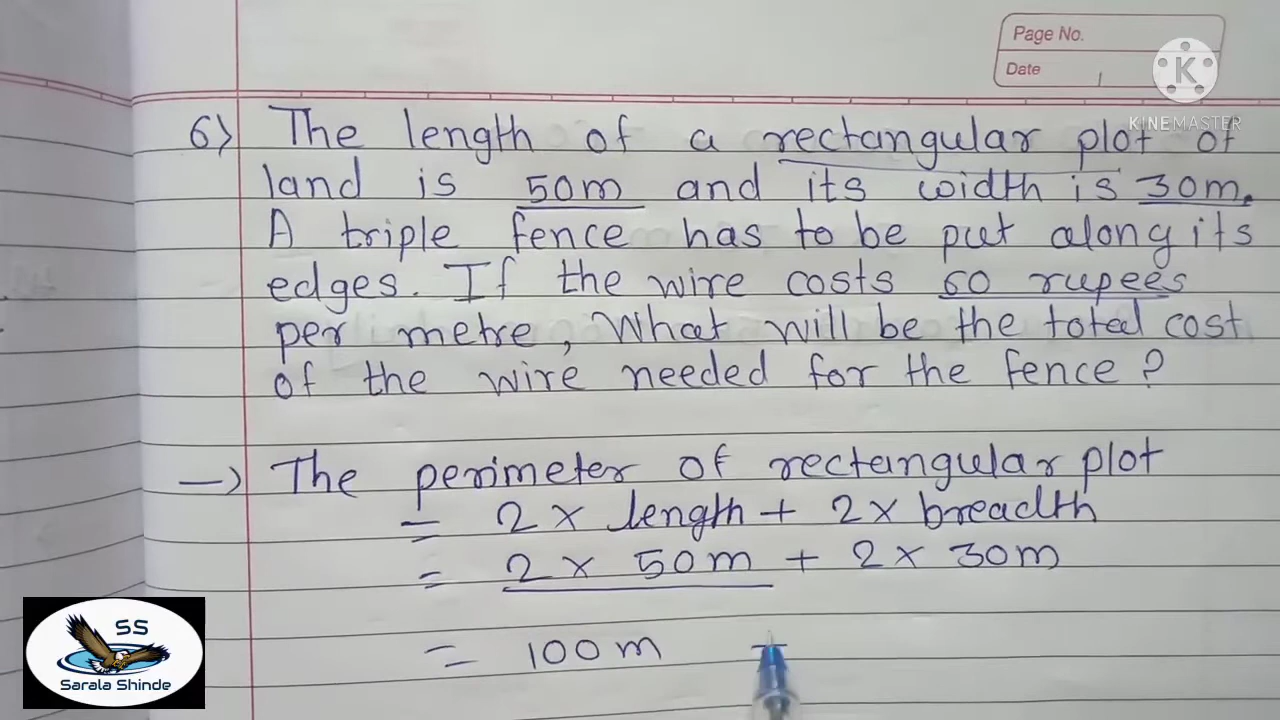 Page No.
Date
KINEMASTER
6) The length of a rectangular plot of
land is 50m and its width is 30m.
A triple fence has to be put along its
edges. If the wire costs 60 rupees
per metre, What will be the total cost
of the wire needed for the fence?
→ The perimeter of rectangular plot
= 2 × length + 2 × breadth
= 2 × 50m + 2 × 30m
= 100m
SS
Sarala Shinde